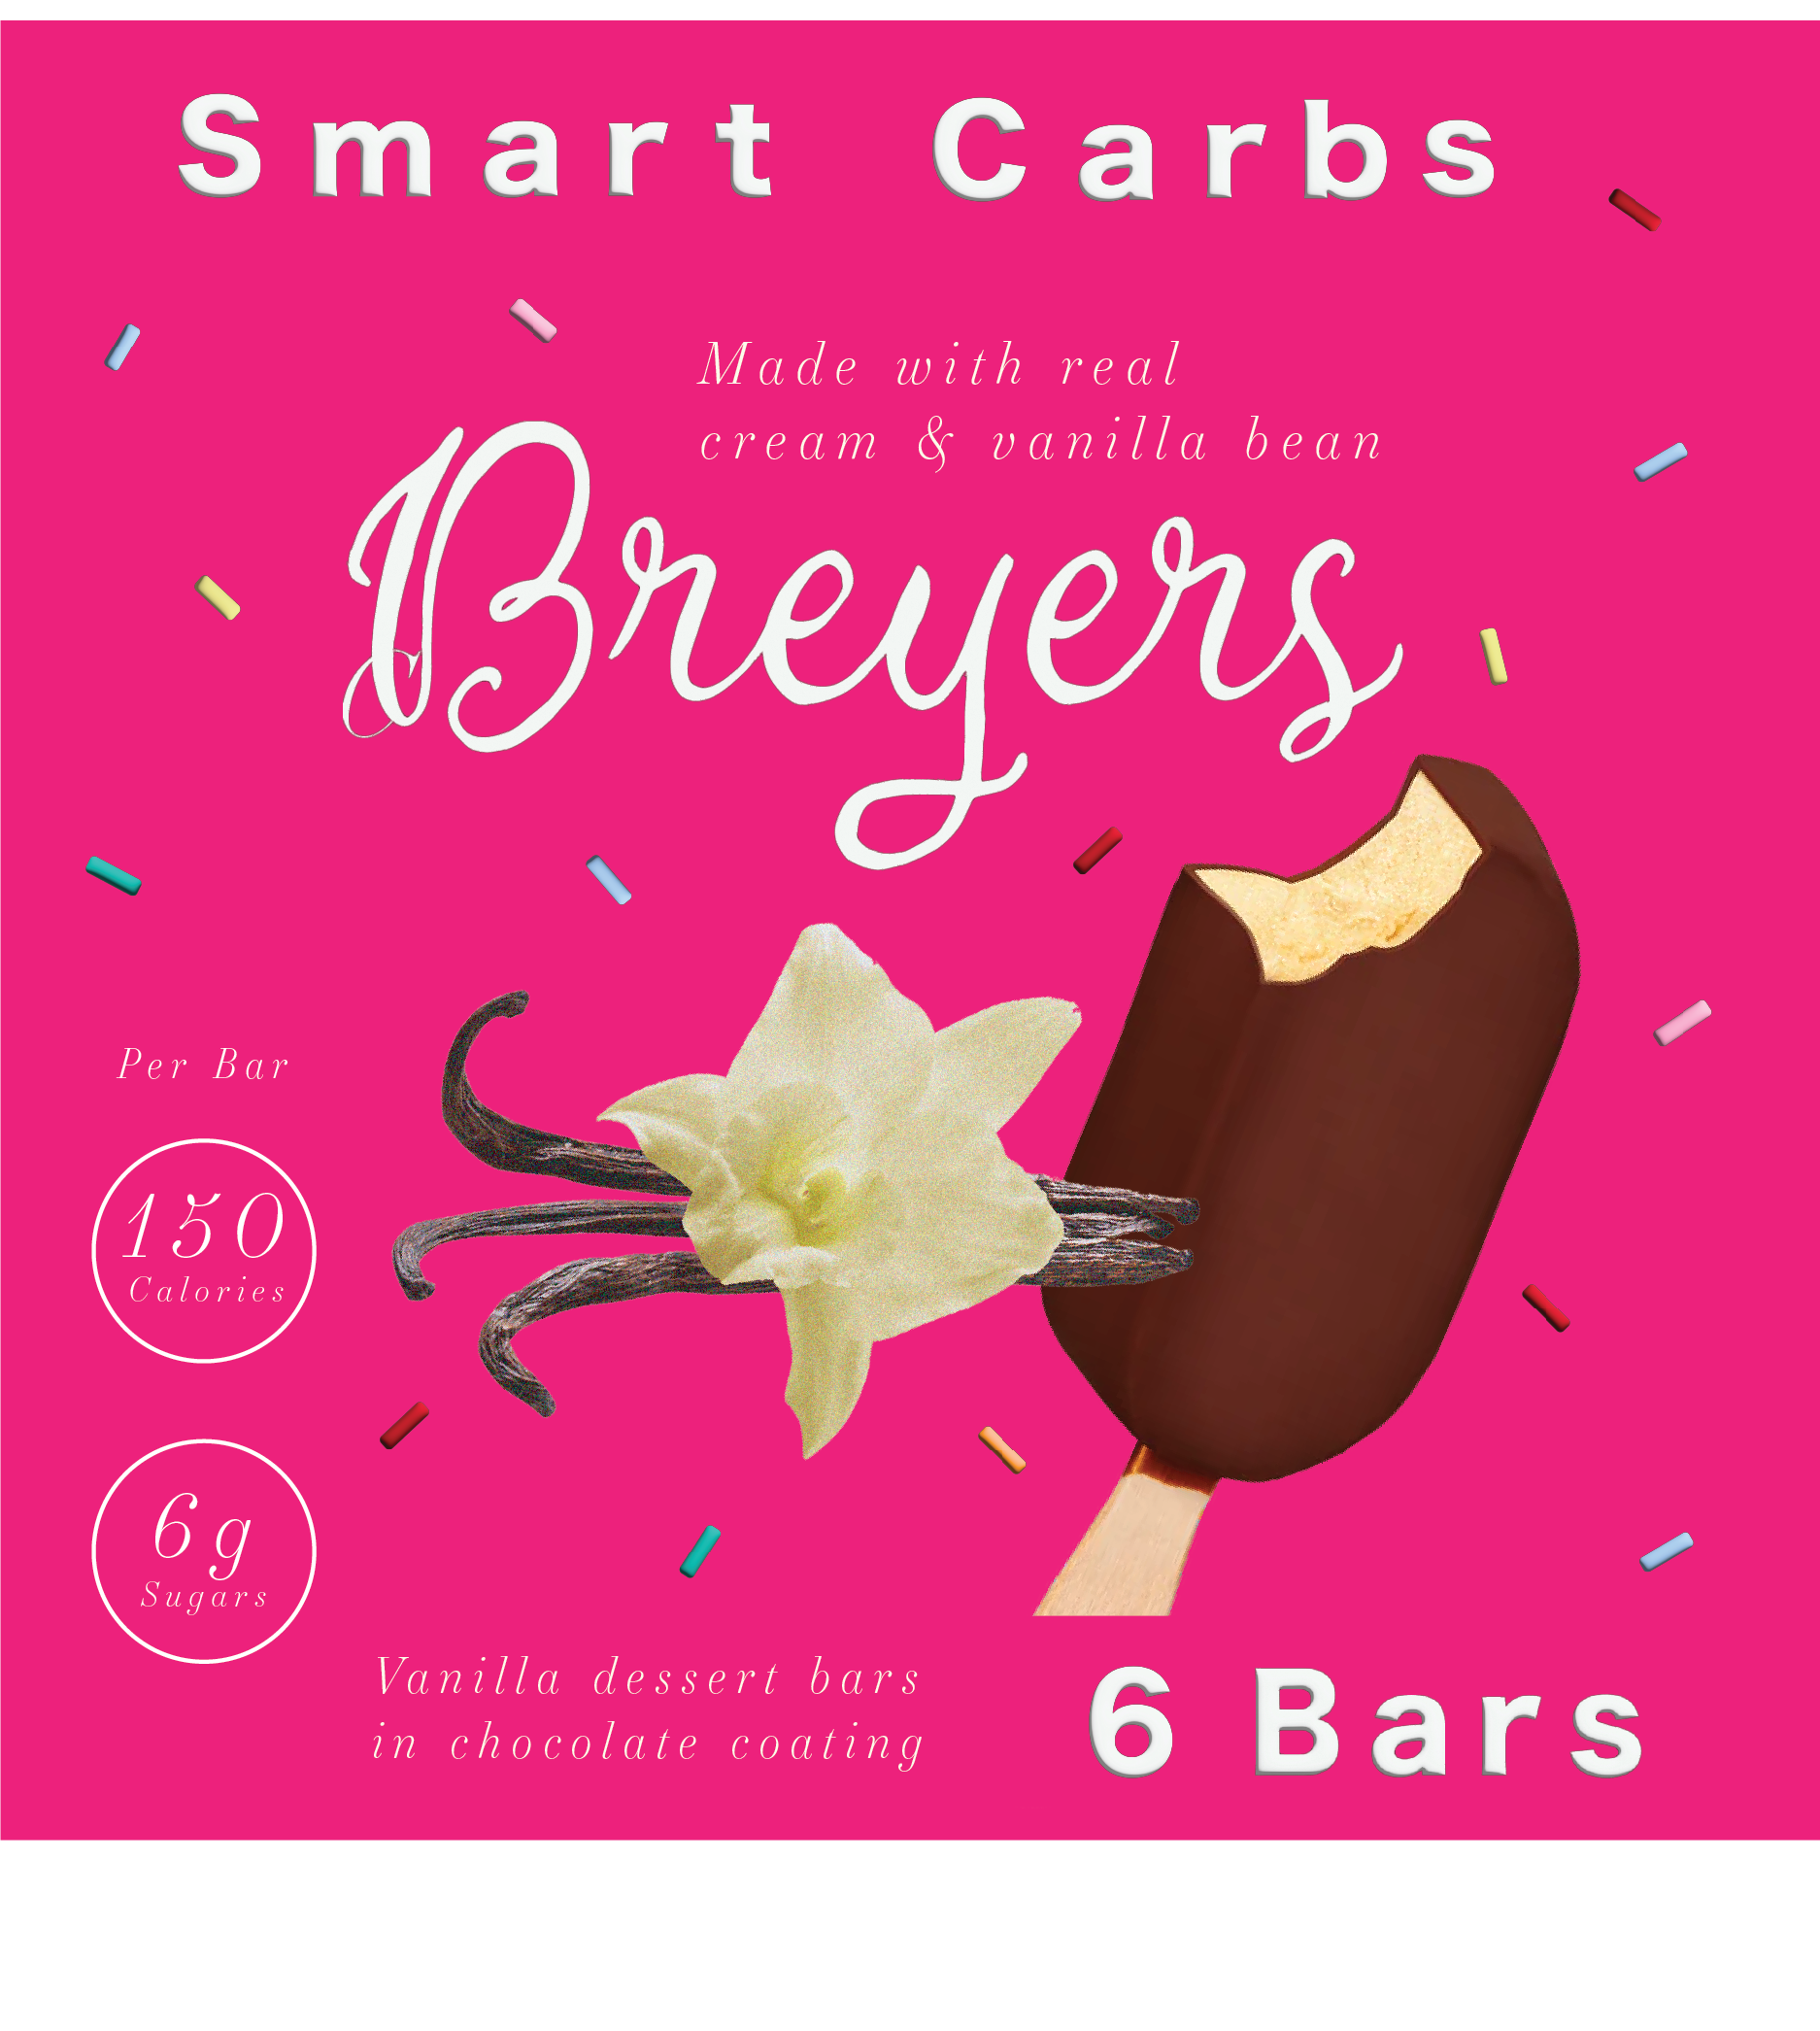 Smart Carbs
Made with real
cream & vanilla bean
Breyers
Per Bar
150
Calories
6g
Sugars
Vanilla dessert bars
in chocolate coating
6 Bars